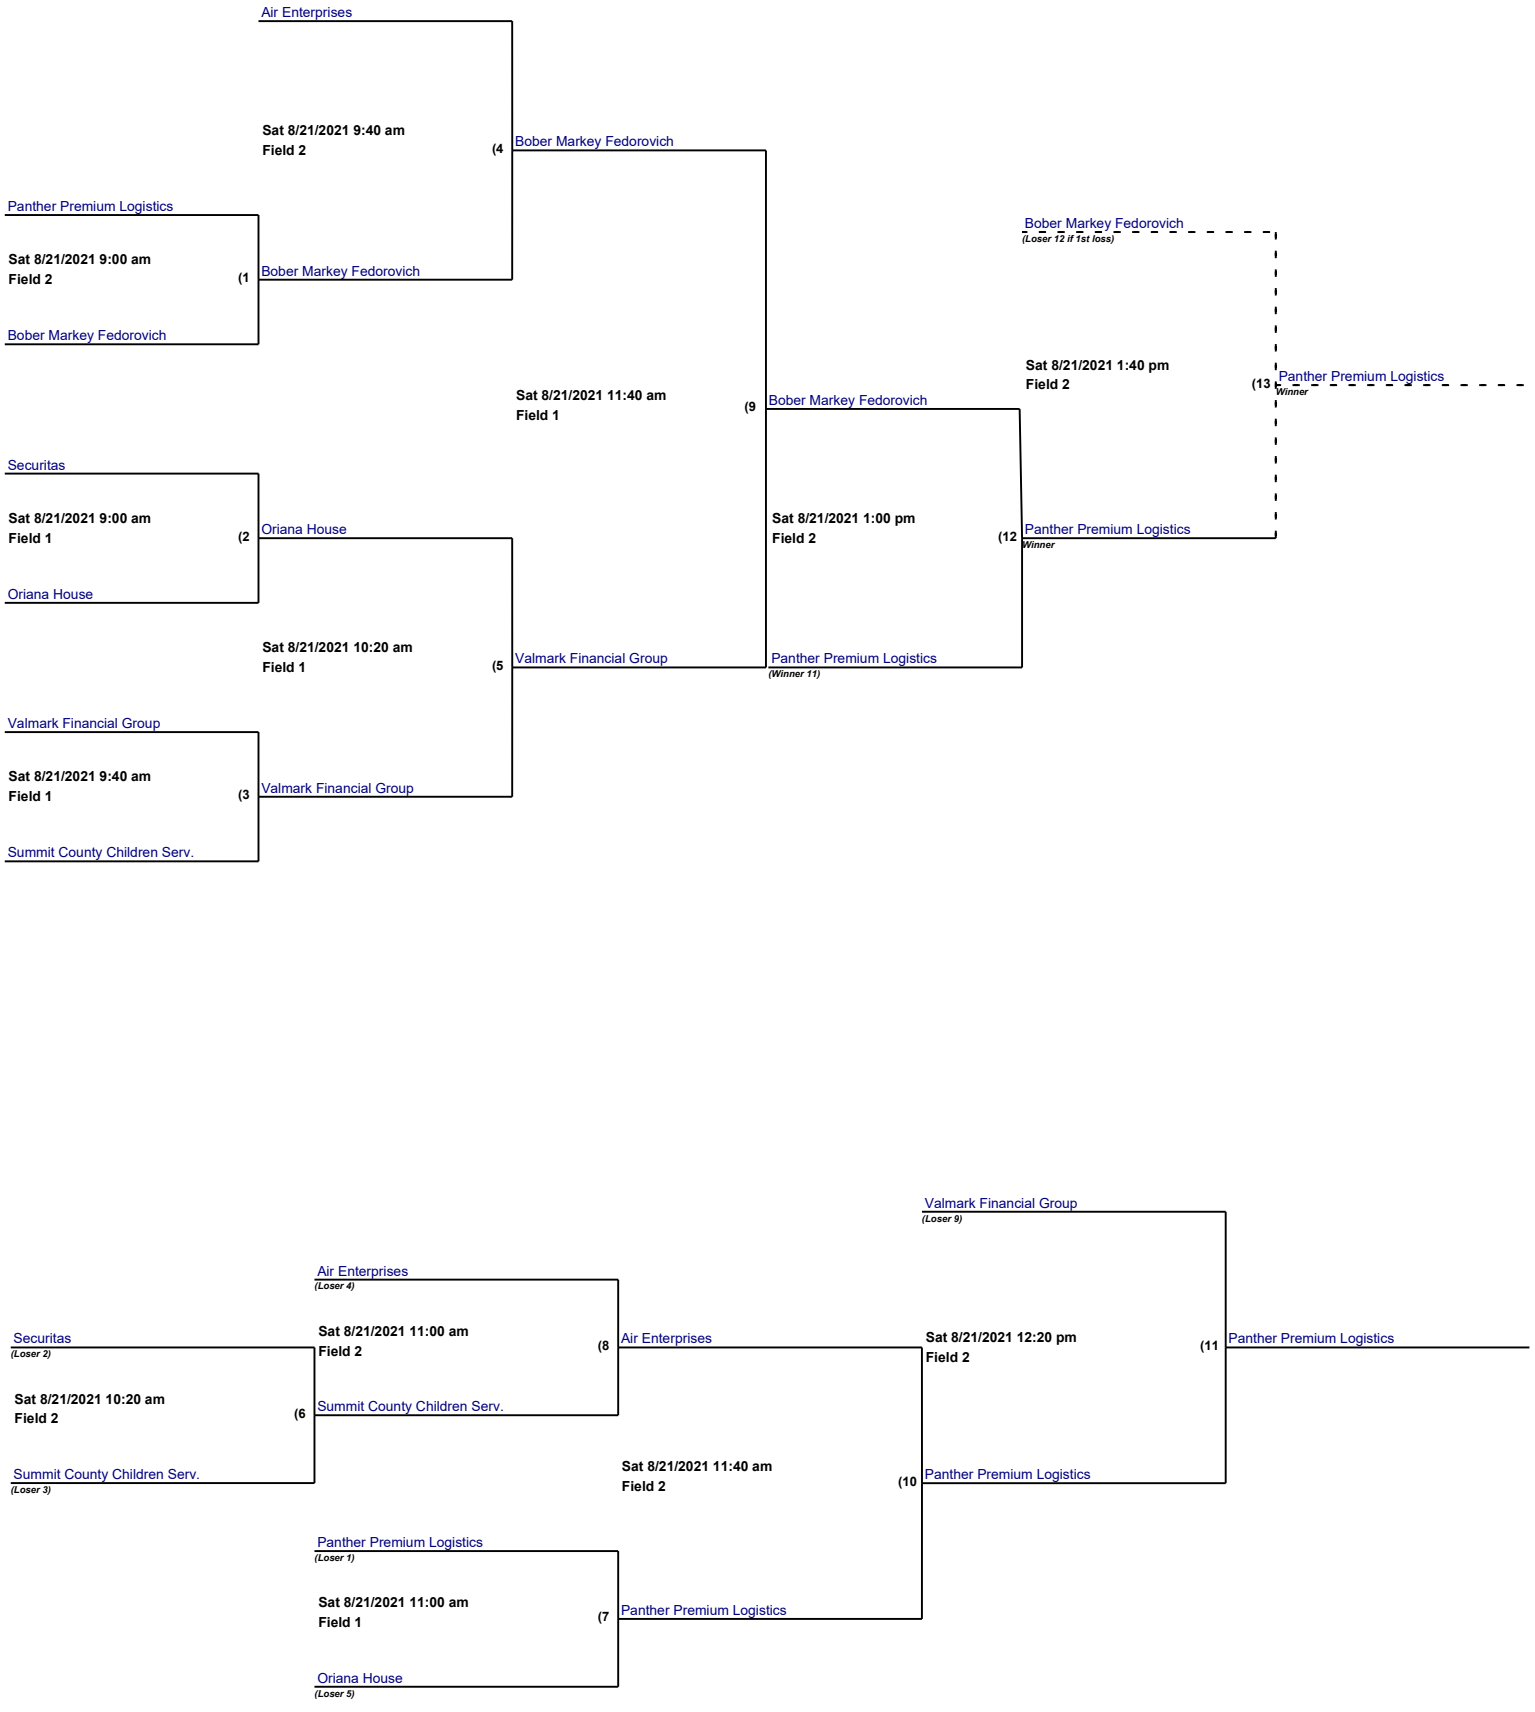 Air Enterprises
Sat 8/21/2021 9:40 am
Field 2
(4
Bober Markey Fedorovich
Panther Premium Logistics
Sat 8/21/2021 9:00 am
Field 2
(1
Bober Markey Fedorovich
Bober Markey Fedorovich
Bober Markey Fedorovich
(Loser 12 if 1st loss)
Sat 8/21/2021 1:40 pm
Field 2
(13
Panther Premium Logistics
Winner
Sat 8/21/2021 11:40 am
Field 1
(9
Bober Markey Fedorovich
Securitas
Sat 8/21/2021 9:00 am
Field 1
(2
Oriana House
Oriana House
Sat 8/21/2021 1:00 pm
Field 2
(12
Panther Premium Logistics
Winner
Sat 8/21/2021 10:20 am
Field 1
(5
Valmark Financial Group
Panther Premium Logistics
(Winner 11)
Valmark Financial Group
Sat 8/21/2021 9:40 am
Field 1
(3
Valmark Financial Group
Summit County Children Serv.
Valmark Financial Group
(Loser 9)
Air Enterprises
(Loser 4)
Sat 8/21/2021 11:00 am
Field 2
(8
Air Enterprises
Sat 8/21/2021 12:20 pm
Field 2
(11
Panther Premium Logistics
Securitas
(Loser 2)
Sat 8/21/2021 10:20 am
Field 2
(6
Summit County Children Serv.
Summit County Children Serv.
(Loser 3)
Sat 8/21/2021 11:40 am
Field 2
(10
Panther Premium Logistics
Panther Premium Logistics
(Loser 1)
Sat 8/21/2021 11:00 am
Field 1
(7
Panther Premium Logistics
Oriana House
(Loser 5)